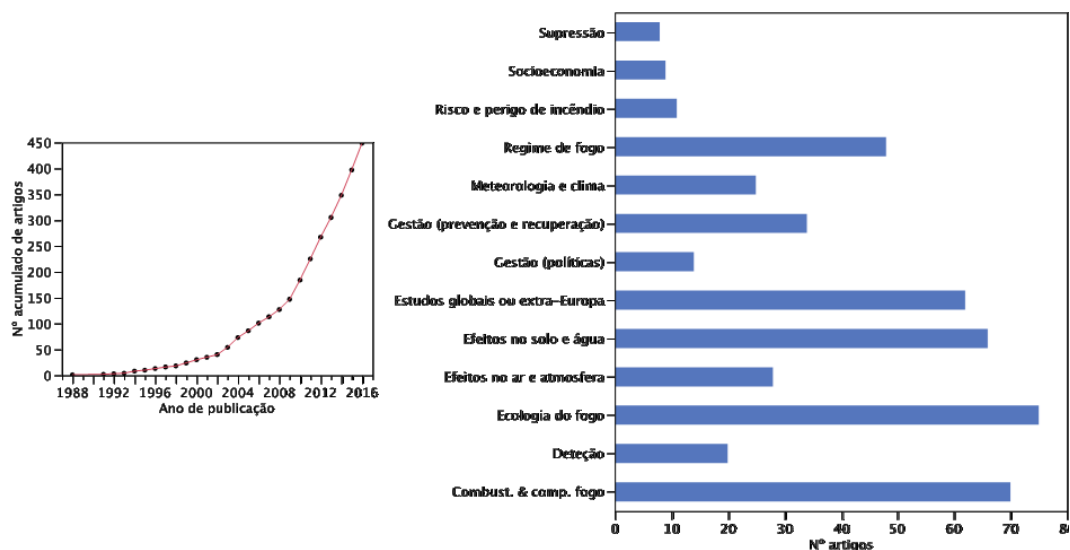 450
400
350
300
250
200
150
100
50
0
Nº acumulado de artigos
1988 1992 1996 2000 2004 2008 2012 2016
Ano de publicação
Supressão
Socioeconomia
Risco e perigo de incêndio
Regime de fogo
Meteorologia e clima
Gestão (prevenção e recuperação)
Gestão (políticas)
Estudos globais ou extra-Europa
Efeitos no solo e água
Efeitos no ar e atmosfera
Ecologia do fogo
Deteção
Combust. & comp. fogo
0 10 20 30 40 50 60 70 80
Nº artigos